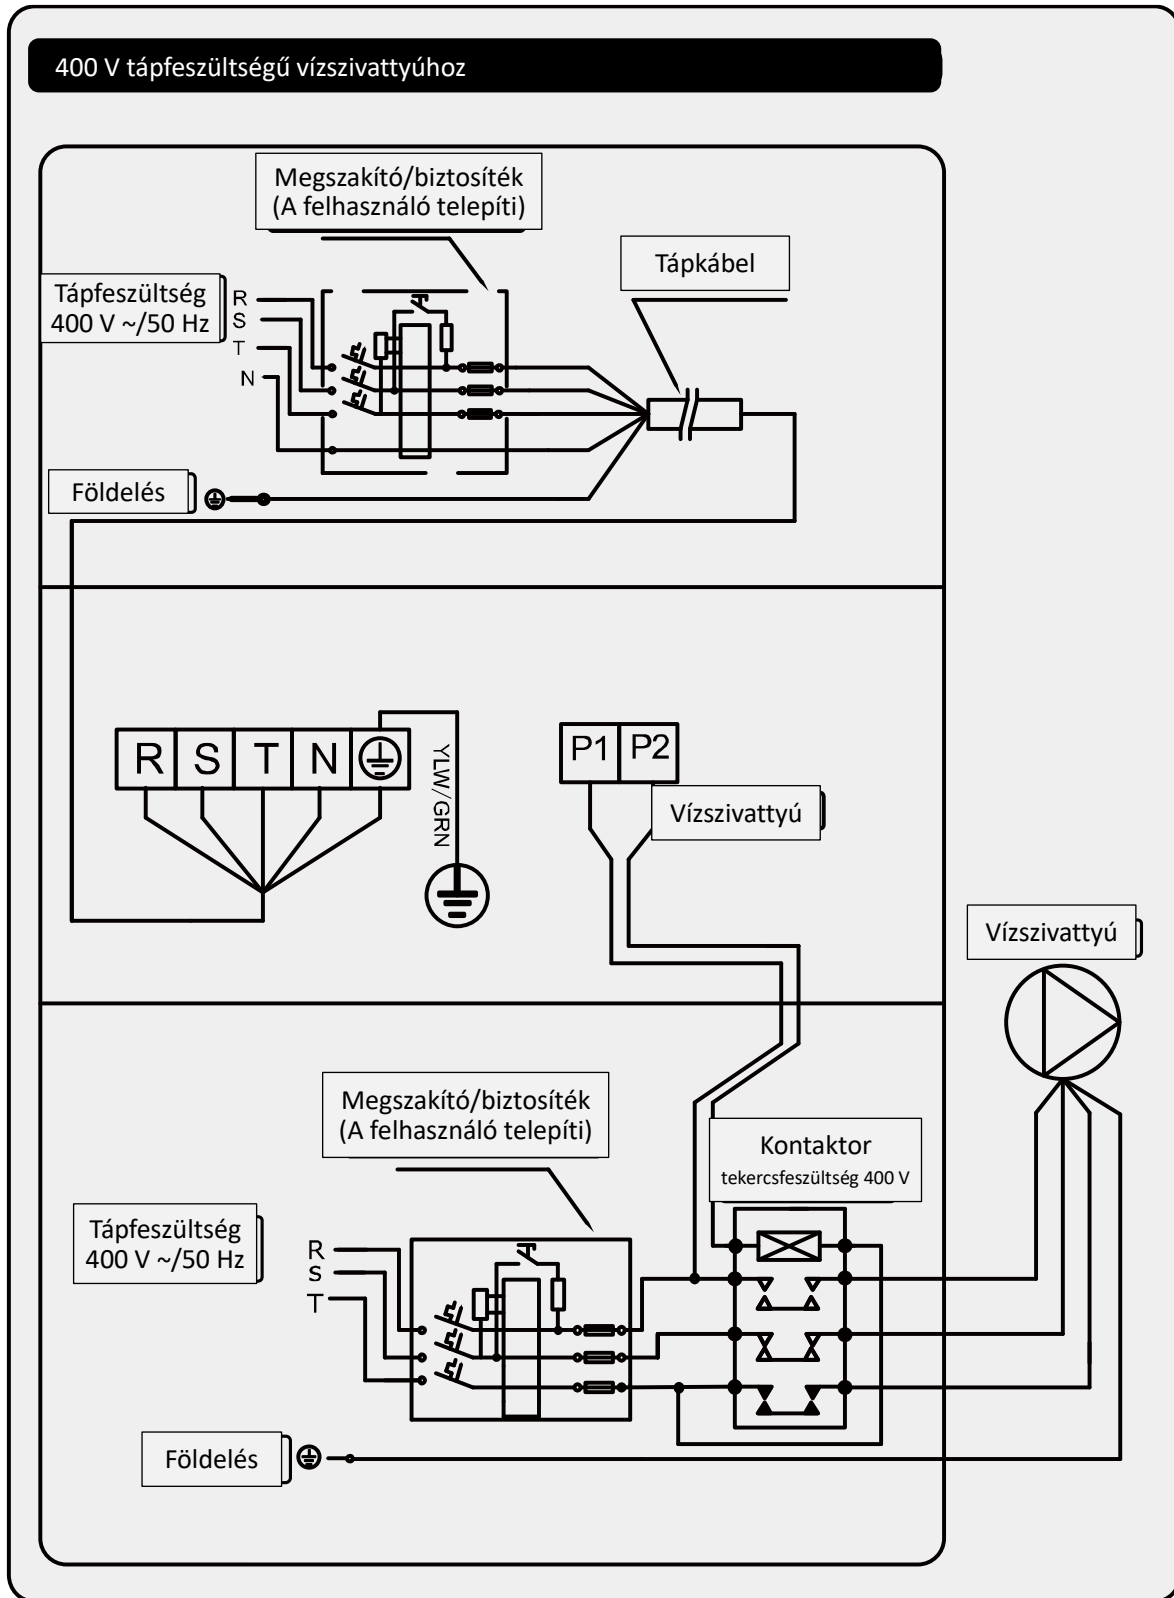 400 V tápfeszültségű vízszivattyúhoz
Megszakító/biztosíték
(A felhasználó telepíti)
Tápkábel
Tápfeszültség
400 V ~/50 Hz
R
S
T
N
Földelés
R S T N
YLW/GRN
P1 P2
Vízszivattyú
Vízszivattyú
Megszakító/biztosíték
(A felhasználó telepíti)
Kontaktor
tekercsfeszültség 400 V
Tápfeszültség
400 V ~/50 Hz
R
S
T
Földelés